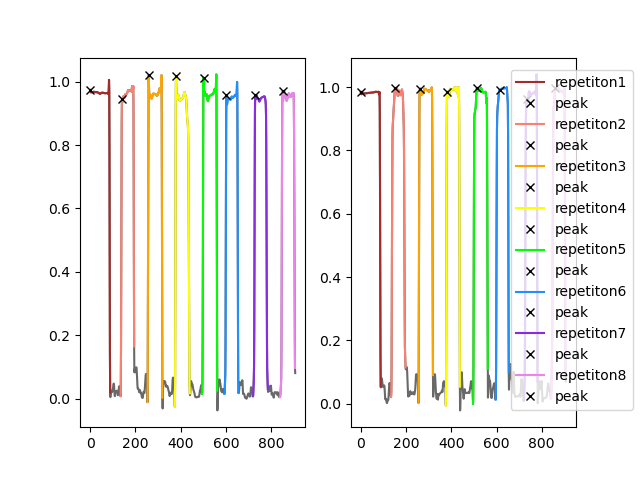 1.0
0.8
0.6
0.4
0.2
0.0
0 200 400 600 800
1.0
0.8
0.6
0.4
0.2
0.0
0 200 400 600 800
repetiton1
peak
repetiton2
peak
repetiton3
peak
repetiton4
peak
repetiton5
peak
repetiton6
peak
repetiton7
peak
repetiton8
peak